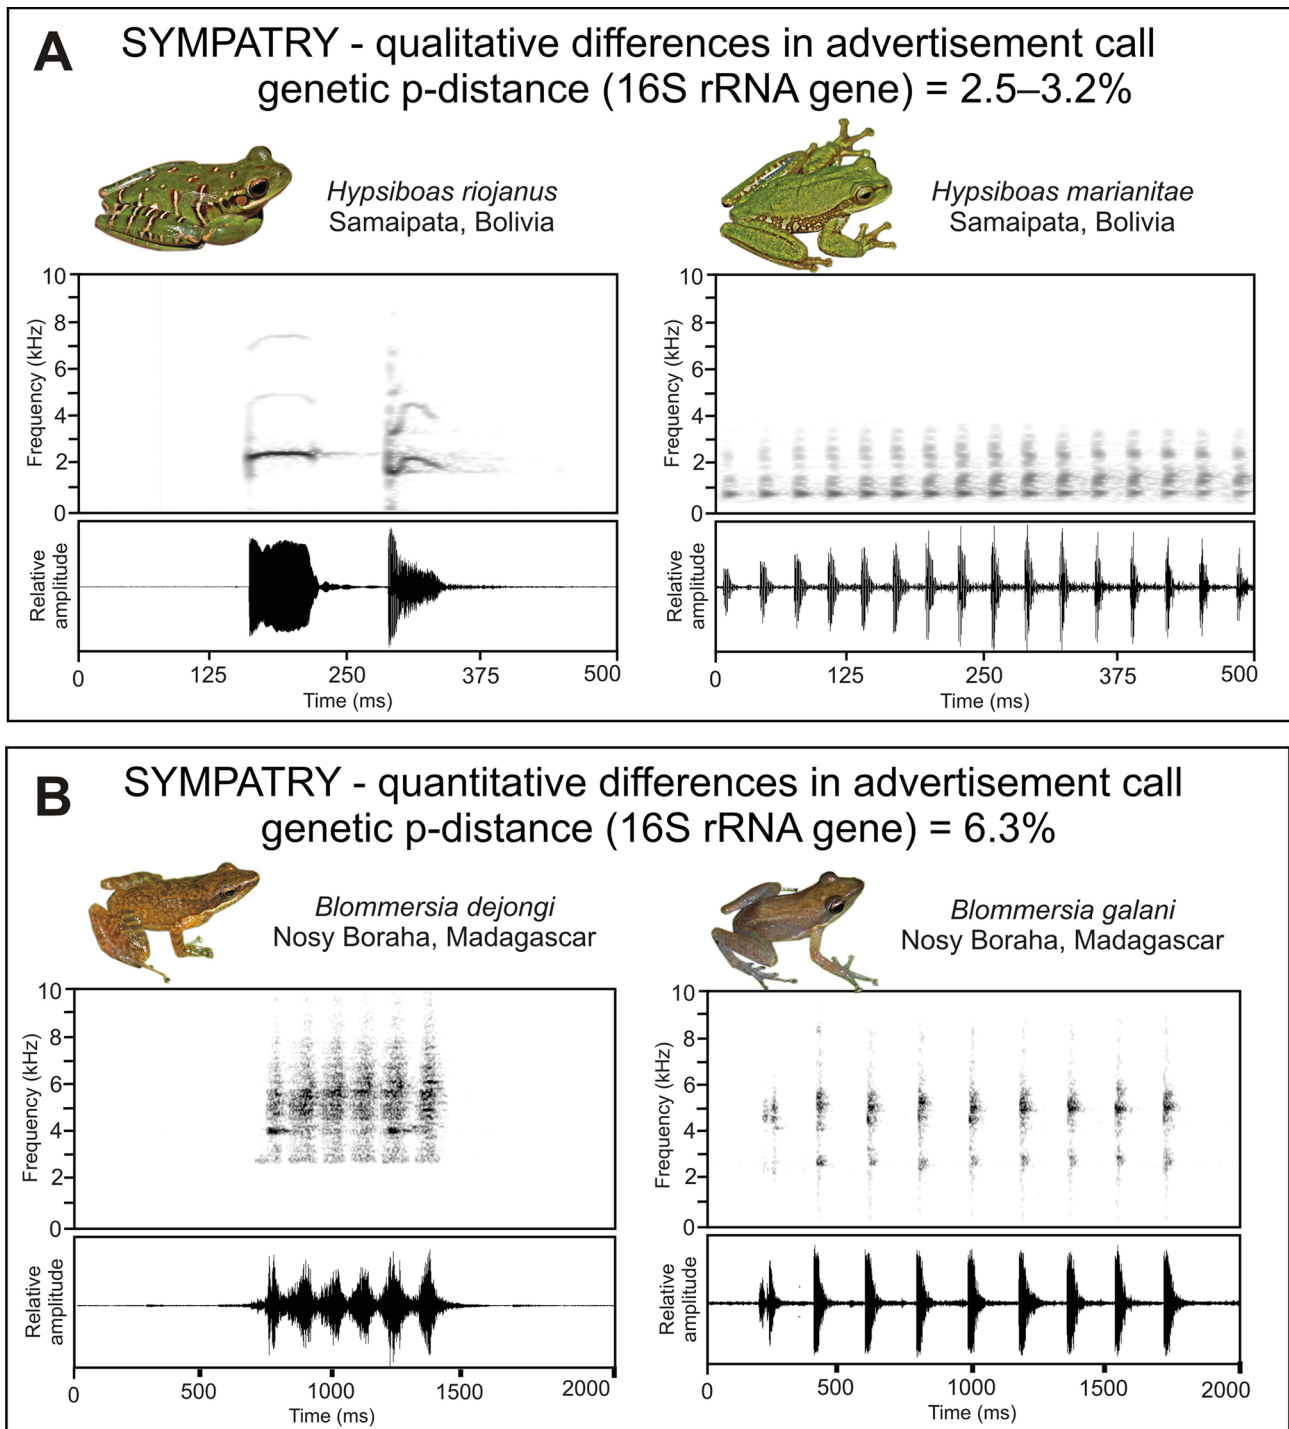 A
SYMPATRY - qualitative differences in advertisement call
genetic p-distance (16S rRNA gene) = 2.5–3.2%
Hypsiboas riojanus
Samaipata, Bolivia
Hypsiboas marianitae
Samaipata, Bolivia
Frequency (kHz)
10
8
6
4
2
0
Relative
amplitude
0
125
250
375
500
Time (ms)
Frequency (kHz)
10
8
6
4
2
0
Relative
amplitude
0
125
250
375
500
Time (ms)
B
SYMPATRY - quantitative differences in advertisement call
genetic p-distance (16S rRNA gene) = 6.3%
Blommersia dejongi
Nosy Boraha, Madagascar
Blommersia galani
Nosy Boraha, Madagascar
Frequency (kHz)
10
8
6
4
2
0
Relative
amplitude
0
500
1000
1500
2000
Time (ms)
Frequency (kHz)
10
8
6
4
2
0
Relative
amplitude
0
500
1000
1500
2000
Time (ms)